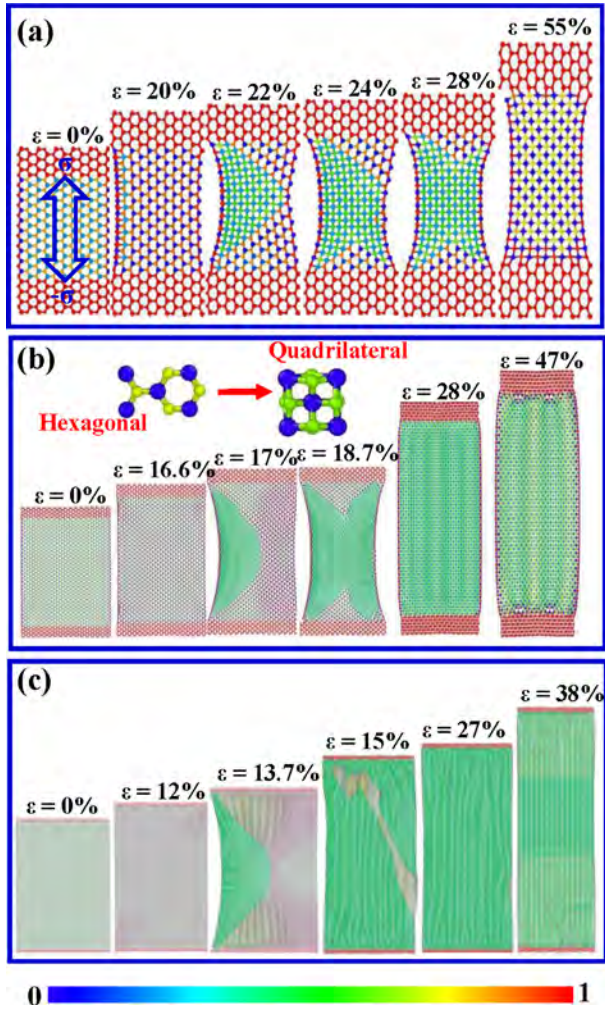 (a)
ε = 55%
ε = 28%
ε = 24%
ε = 22%
ε = 20%
ε = 0%
σ
-σ
(b)
Quadrilateral
Hexagonal
ε = 47%
ε = 28%
ε = 18.7%
ε = 17%
ε = 16.6%
ε = 0%
(c)
ε = 38%
ε = 27%
ε = 15%
ε = 13.7%
ε = 12%
ε = 0%
0 1